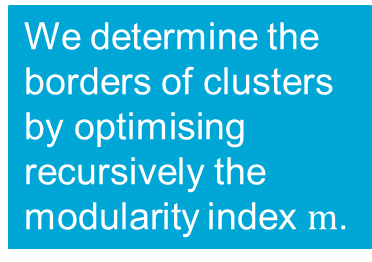 We determine the
borders of clusters
by optimising
recursively the
modularity index m.